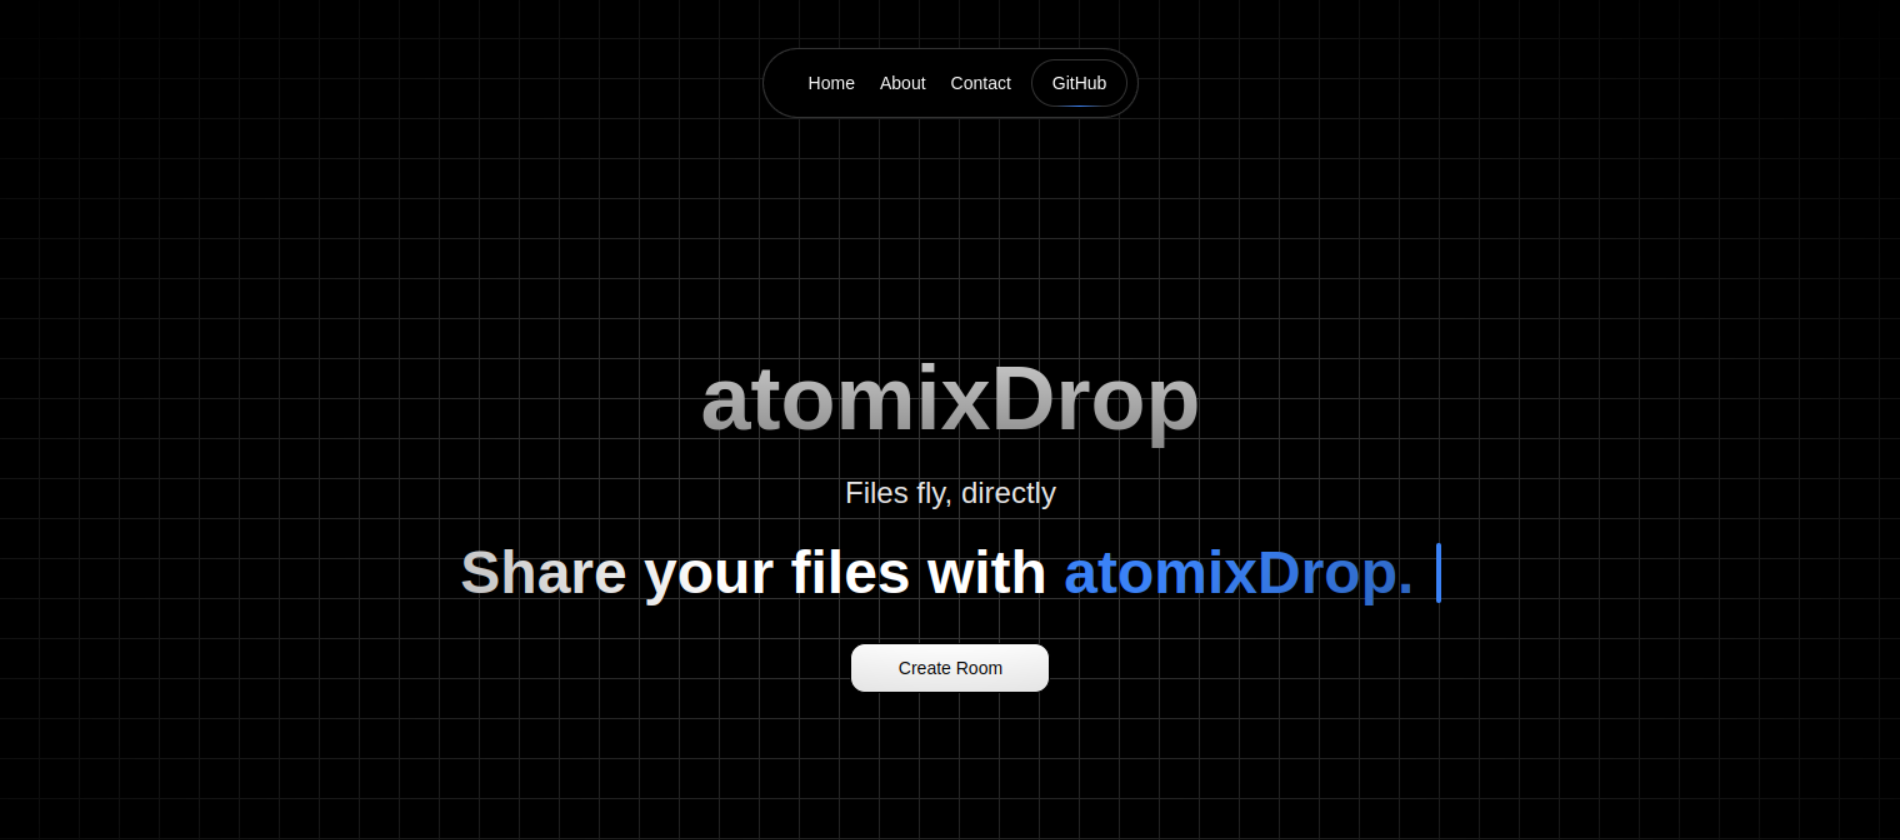 Home About Contact GitHub
atomixDrop
Files fly, directly
Share your files with atomixDrop.
Create Room